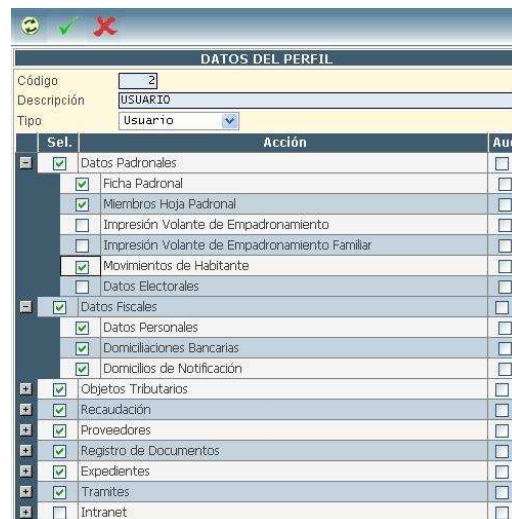 DATOS DEL PERFIL
Código 2
Descripción USUARIO
Tipo Usuario
Sel. Acción Au
Datos Padronales
Ficha Padronal
Miembros Hoja Padronal
Impresión Volante de Empadronamiento
Impresión Volante de Empadronamiento Familiar
Movimientos de Habitante
Datos Electorales
Datos Fiscales
Datos Personales
Domiciliaciones Bancarias
Domicilios de Notificación
Objetos Tributarios
Recaudación
Proveedores
Registro de Documentos
Expedientes
Tramites
Intranet